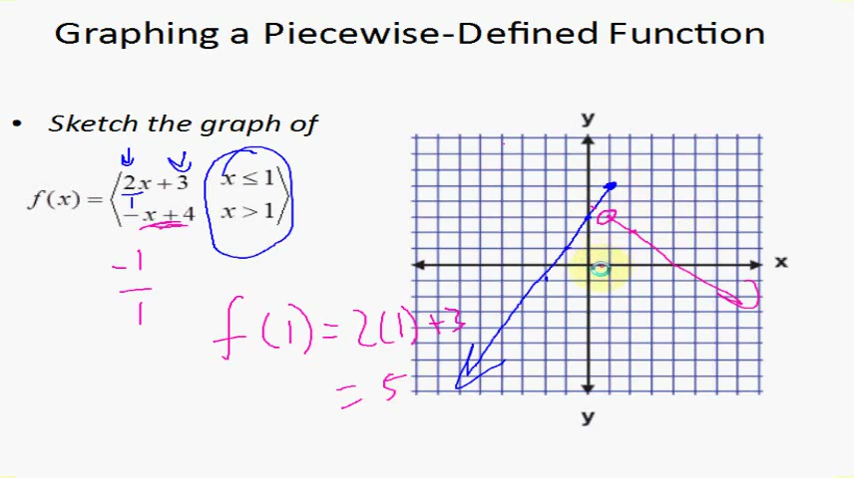 Graphing a Piecewise-Defined Function
• Sketch the graph of
f(x) = ⟨2x + 3   x ≤ 1⟩
⟨−x + 4   x > 1⟩
1
-1
1
f(1) = 2(1) + 3
= 5
y
x
y